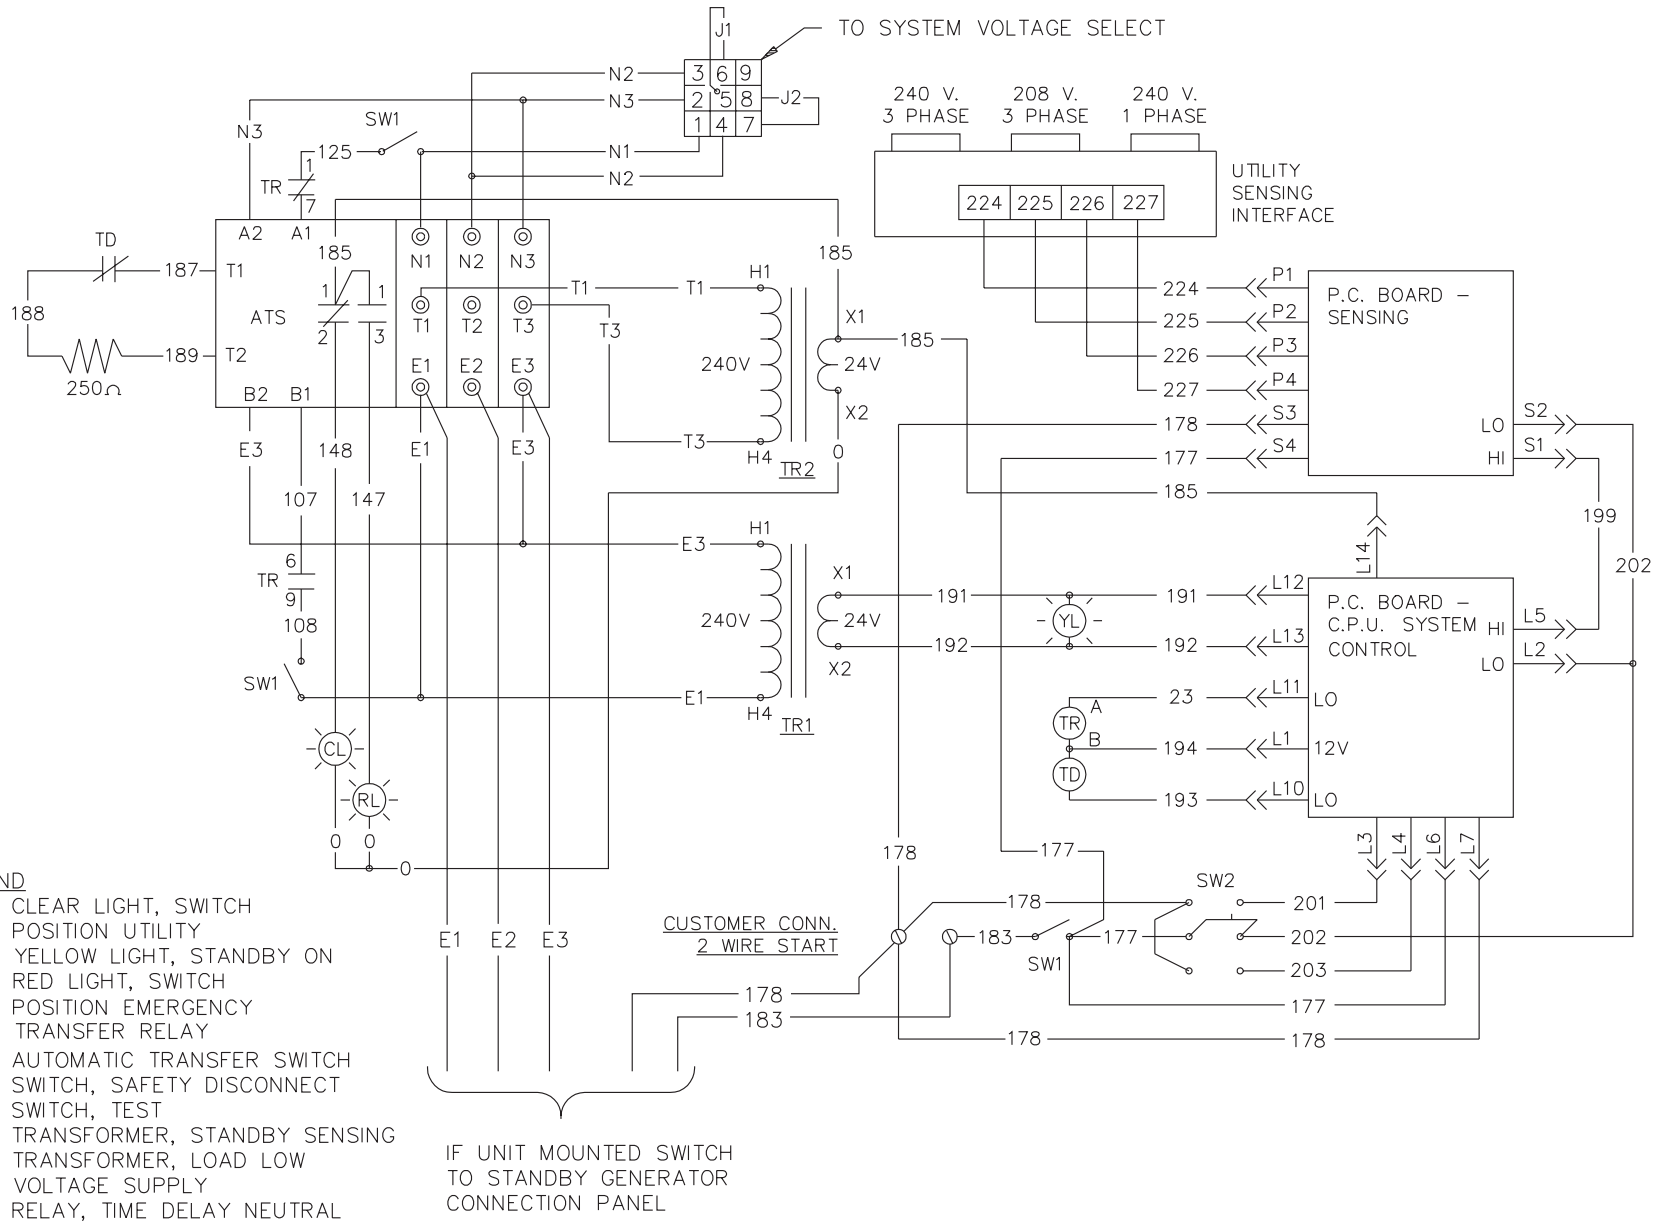 J1
TO SYSTEM VOLTAGE SELECT
N2
3 6 9
N3
2 5 8
J2
1 4 7
N1
N2
N3
SW1
125
1
TR
7
240 V.
3 PHASE
208 V.
3 PHASE
240 V.
1 PHASE
UTILITY
SENSING
INTERFACE
224 225 226 227
A2
A1
185
N1
N2
N3
185
TD
187
T1
188
ATS
1
2
1
3
T1
T2
T3
T1
T1
T3
189
T2
250Ω
E1
E2
E3
B2
B1
H1
240V
X1
24V
X2
185
T3
H4
TR2
0
224
P1
225
P2
226
P3
227
P4
178
S3
177
S4
P.C. BOARD –
SENSING
LO
S2
HI
S1
185
199
202
L14
E3
148
E1
E3
107
147
6
TR
9
108
SW1
E3
H1
240V
E1
H4
TR1
X1
24V
X2
191
192
YL
191
L12
192
L13
P.C. BOARD –
C.P.U. SYSTEM
CONTROL
HI
L5
LO
L2
TR
A
B
TD
23
L11
LO
194
L1
12V
193
L10
LO
L3
L4
L6
L7
CL
RL
0
0
0
178
177
SW2
178
201
CUSTOMER CONN.
2 WIRE START
183
SW1
177
202
203
177
178
183
178
178
E1
E2
E3
ND
CLEAR LIGHT, SWITCH
POSITION UTILITY
YELLOW LIGHT, STANDBY ON
RED LIGHT, SWITCH
POSITION EMERGENCY
TRANSFER RELAY
AUTOMATIC TRANSFER SWITCH
SWITCH, SAFETY DISCONNECT
SWITCH, TEST
TRANSFORMER, STANDBY SENSING
TRANSFORMER, LOAD LOW
VOLTAGE SUPPLY
RELAY, TIME DELAY NEUTRAL
IF UNIT MOUNTED SWITCH
TO STANDBY GENERATOR
CONNECTION PANEL